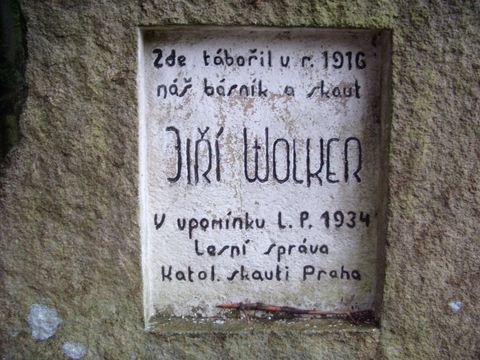 Zde tábořil v r. 1916
náš básník a skaut
JIŘÍ WOLKER
V upomínku L. P. 1934
Lesní správa
Katol. skauti Praha